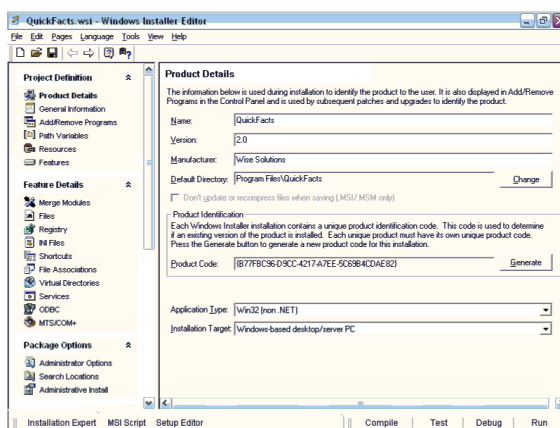 QuickFacts.wsi - Windows Installer Editor
File Edit Pages Language Tools View Help
Project Definition
Product Details
General Information
Add/Remove Programs
Path Variables
Resources
Features
Feature Details
Merge Modules
Files
Registry
INI Files
Shortcuts
File Associations
Virtual Directories
Services
ODBC
MTS/COM+
Package Options
Administrator Options
Search Locations
Administrative Install
Product Details
The information below is used during installation to identify the product to the user. It is also displayed in Add/Remove
Programs in the Control Panel and is used by subsequent patches and upgrades to identify the product.
Name: QuickFacts
Version: 2.0
Manufacturer: Wise Solutions
Default Directory: Program Files\QuickFacts Change
Don't update or recompress files when saving (.MSI/.MSM only)
Product Identification
Each Windows Installer installation contains a unique product identification code. This code is used to determine
if an existing version of the product is installed. Each unique product must have its own unique product code.
Press the Generate button to generate a new product code for this installation.
Product Code: {B77FBC96-D9CC-4217-A7EE-5C69B4CDAE82} Generate
Application Type: Win32 (non .NET)
Installation Target: Windows-based desktop/server PC
Installation Expert MSI Script Setup Editor Compile Test Debug Run